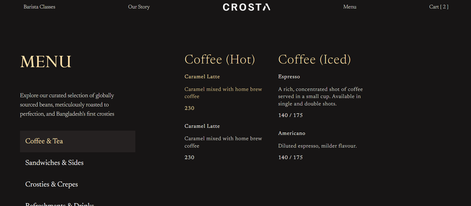 Barista Classes
Our Story
CROSTA
Menu
Cart [ 2 ]
MENU
Explore our curated selection of globally
sourced beans, meticulously roasted to
perfection, and Bangladesh's first crosties
Coffee & Tea
Sandwiches & Sides
Crosties & Crepes
Refreshments & Drinks
Coffee (Hot)
Caramel Latte
Caramel mixed with home brew
coffee
230
Caramel Latte
Caramel mixed with home brew
coffee
230
Coffee (Iced)
Espresso
A rich, concentrated shot of coffee
served in a small cup. Available in
single and double shots.
140 / 175
Americano
Diluted espresso, milder flavour.
140 / 175